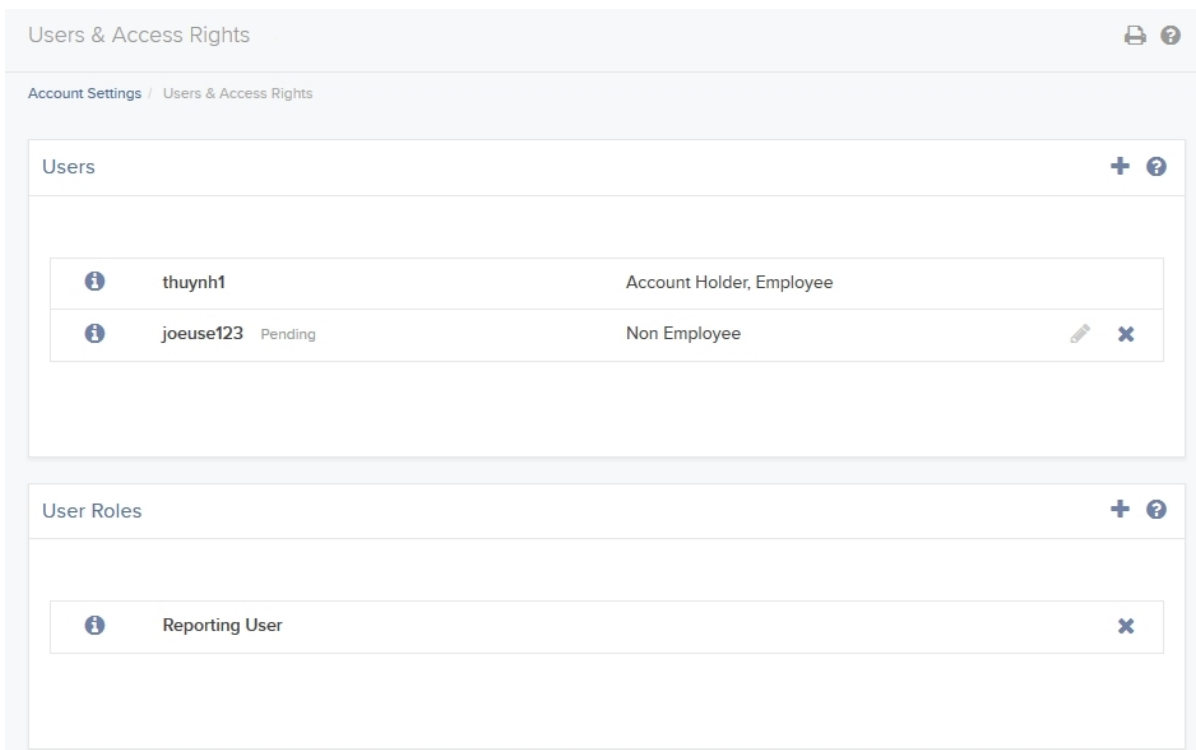 Users & Access Rights
Account Settings / Users & Access Rights
Users
thuynh1 Account Holder, Employee
joeuse123 Pending Non Employee
User Roles
Reporting User